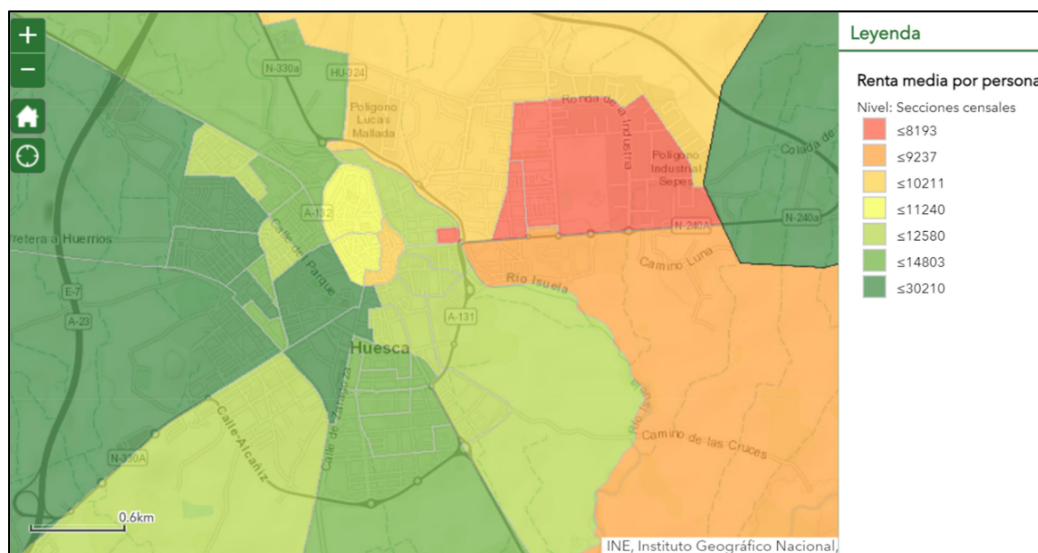 +
−
N-330a
HU-324
Polígono
Lucas
Mallada
Ronda de la Industria
Polígono
Industrial
Sepes
Colada de
N-240a
N-240A
A-132
Calle del Parque
rretera a Huerrios
E-7
A-23
Camino Luna
Río Isuela
A-131
Huesca
Calle de Zaragoza
Calle-Alcañiz
Camino de las Cruces
N-330A
0.6km
INE, Instituto Geográfico Nacional,
Leyenda
Renta media por persona
Nivel: Secciones censales
≤8193
≤9237
≤10211
≤11240
≤12580
≤14803
≤30210